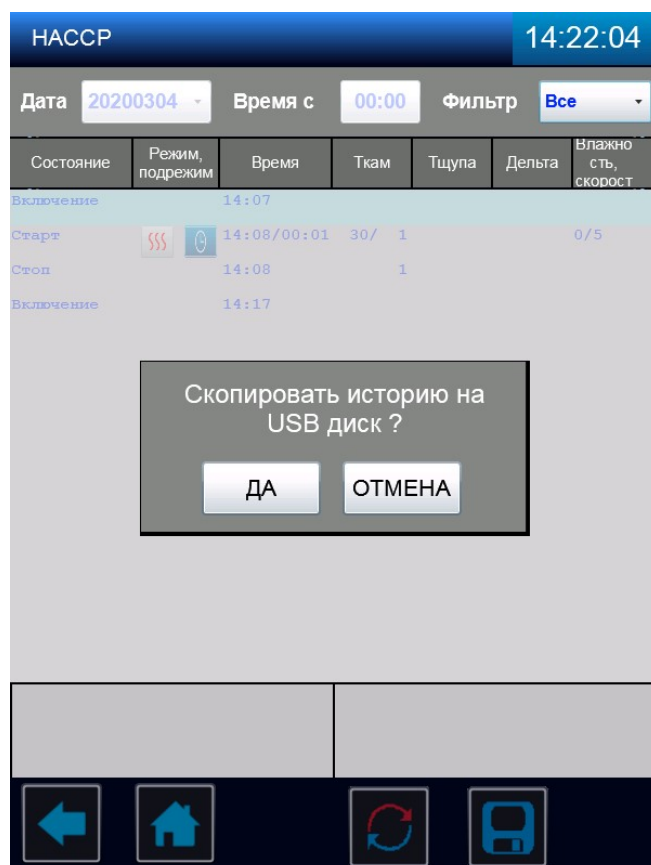 НАССР 14:22:04
Дата 20200304 Время с 00:00 Фильтр Все
Состояние Режим, подрежим Время Ткам Тщупа Дельта Влажно сть, скорост
Включение 14:07
Старт 14:08/00:01 30/ 1 0/5
Стоп 14:08 1
Включение 14:17
Скопировать историю на
USB диск ?
ДА ОТМЕНА